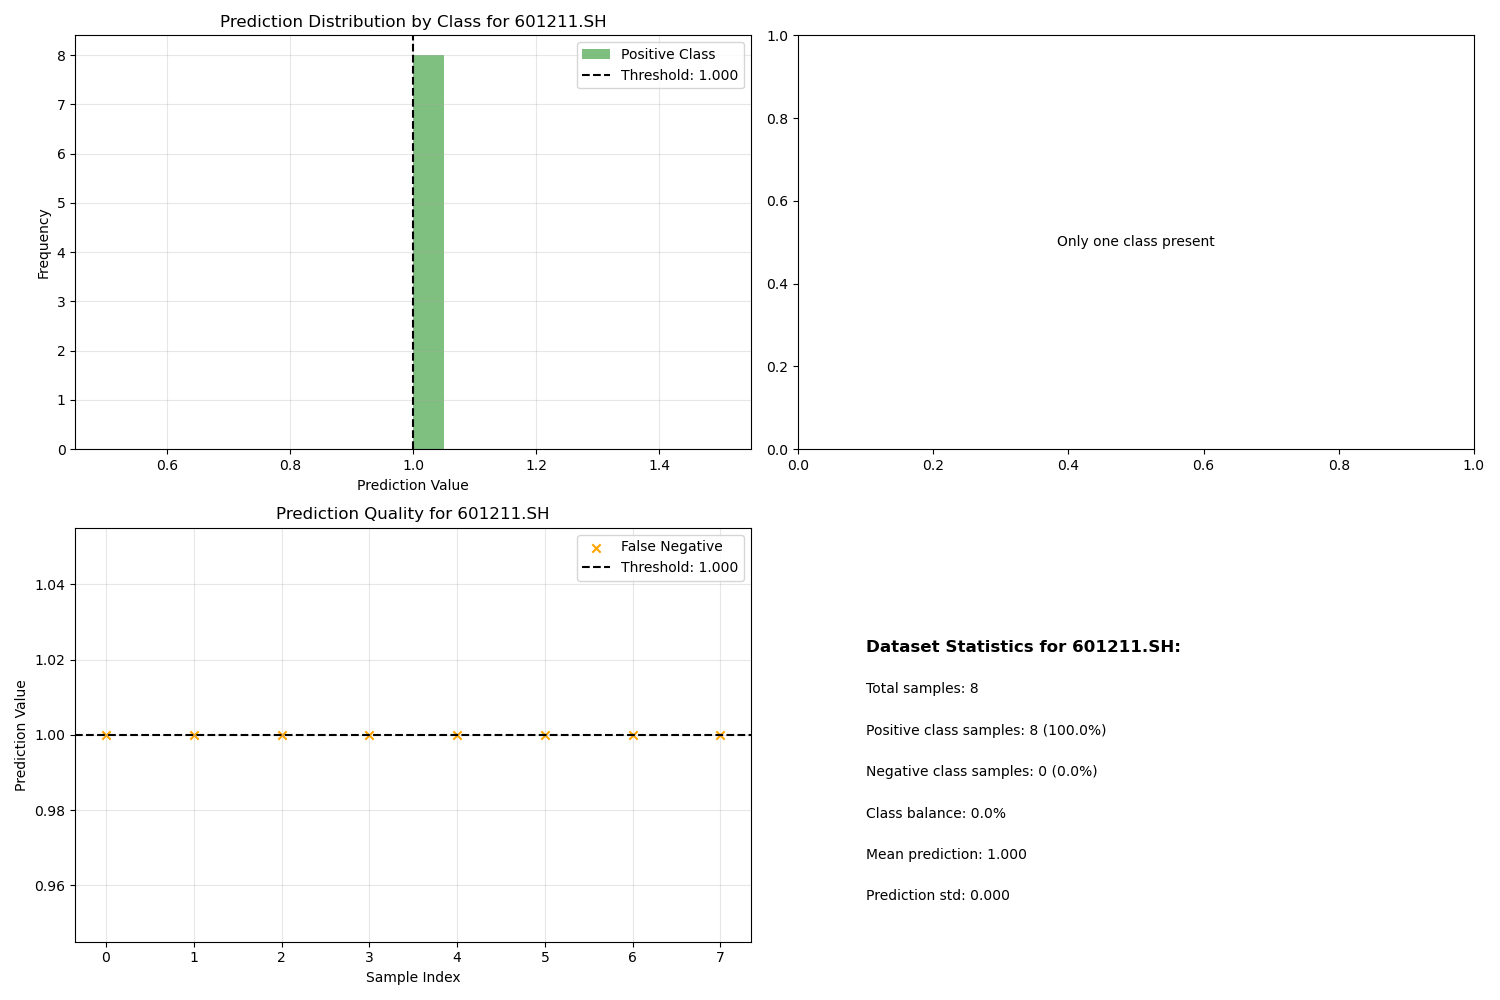 Prediction Distribution by Class for 601211.SH
Positive Class
Threshold: 1.000
8
7
6
5
4
3
2
1
0
Frequency
0.6 0.8 1.0 1.2 1.4
Prediction Value
1.0
0.8
0.6
0.4
0.2
0.0
Only one class present
0.0 0.2 0.4 0.6 0.8 1.0
Prediction Quality for 601211.SH
False Negative
Threshold: 1.000
1.04
1.02
1.00
0.98
0.96
Prediction Value
0 1 2 3 4 5 6 7
Sample Index
Dataset Statistics for 601211.SH:
Total samples: 8
Positive class samples: 8 (100.0%)
Negative class samples: 0 (0.0%)
Class balance: 0.0%
Mean prediction: 1.000
Prediction std: 0.000